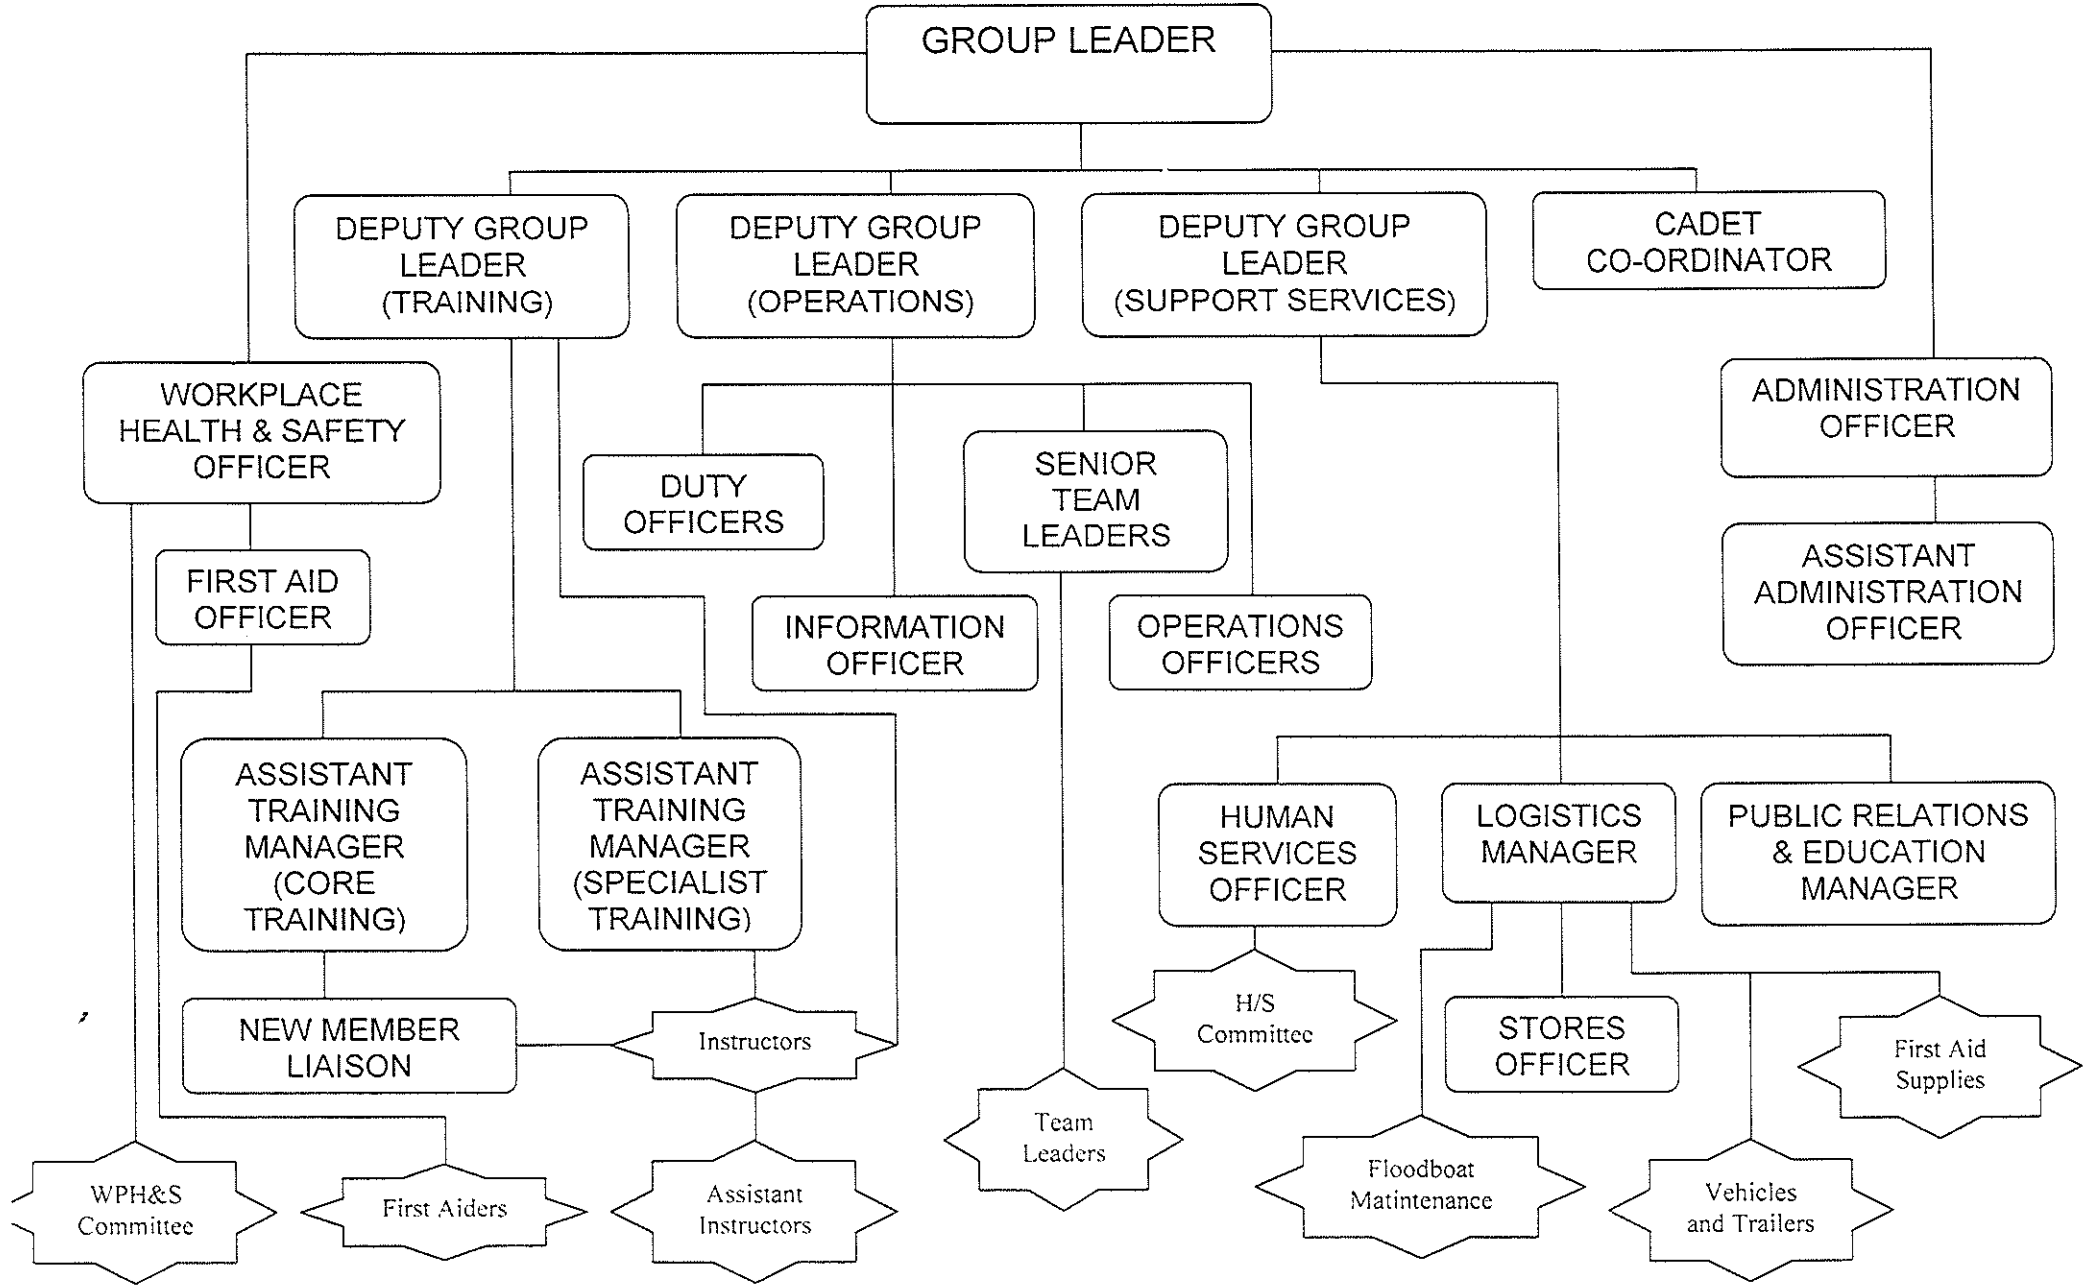 GROUP LEADER
DEPUTY GROUP
LEADER
(TRAINING)
DEPUTY GROUP
LEADER
(OPERATIONS)
DEPUTY GROUP
LEADER
(SUPPORT SERVICES)
CADET
CO-ORDINATOR
WORKPLACE
HEALTH & SAFETY
OFFICER
ADMINISTRATION
OFFICER
DUTY
OFFICERS
SENIOR
TEAM
LEADERS
FIRST AID
OFFICER
ASSISTANT
ADMINISTRATION
OFFICER
INFORMATION
OFFICER
OPERATIONS
OFFICERS
ASSISTANT
TRAINING
MANAGER
(CORE
TRAINING)
ASSISTANT
TRAINING
MANAGER
(SPECIALIST
TRAINING)
HUMAN
SERVICES
OFFICER
LOGISTICS
MANAGER
PUBLIC RELATIONS
& EDUCATION
MANAGER
NEW MEMBER
LIAISON
Instructors
H/S
Committee
STORES
OFFICER
First Aid
Supplies
Team
Leaders
WPH&S
Committee
First Aiders
Assistant
Instructors
Floodboat
Matintenance
Vehicles
and Trailers